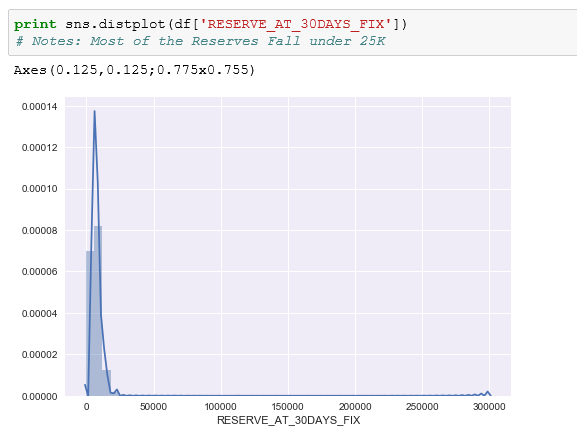 print sns.distplot(df['RESERVE_AT_30DAYS_FIX'])
# Notes: Most of the Reserves Fall under 25K
Axes(0.125,0.125;0.775x0.755)
0.00014
0.00012
0.00010
0.00008
0.00006
0.00004
0.00002
0.00000
0 50000 100000 150000 200000 250000 300000
RESERVE_AT_30DAYS_FIX